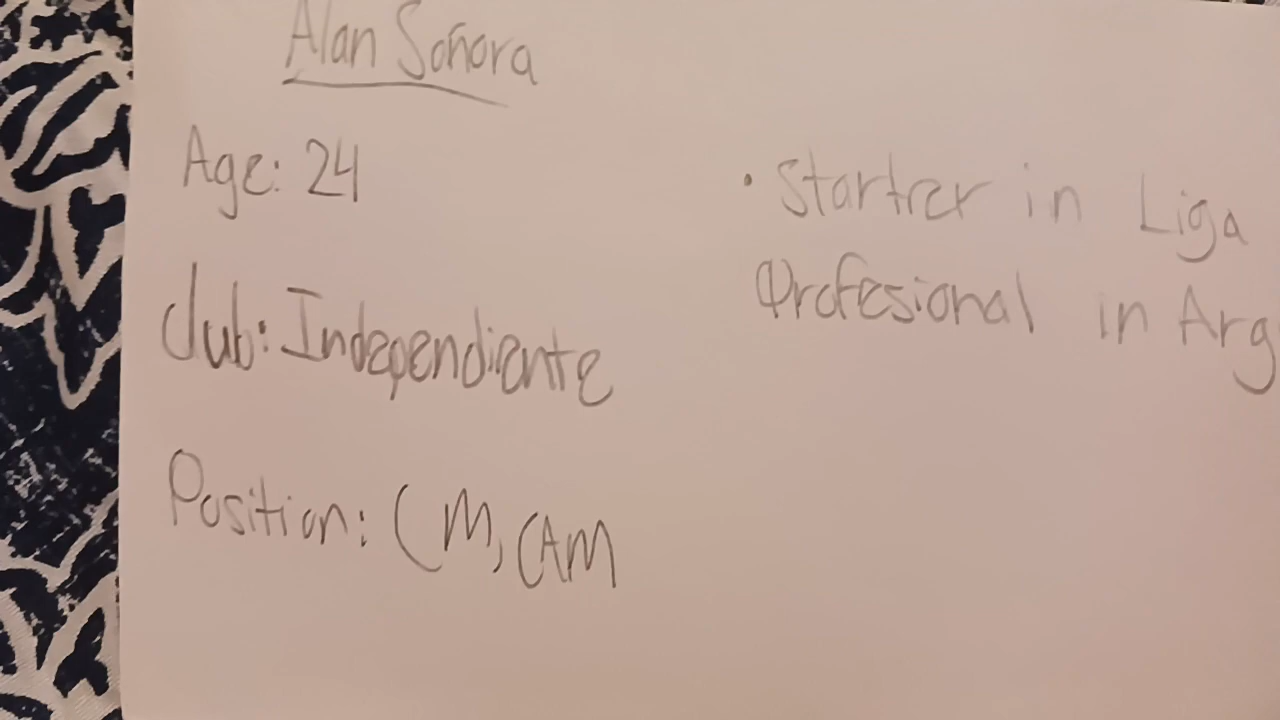 Alan Soñora
Age: 24
Club: Independiente
Position: CM, CAM
• Startrer in Liga
Profesional in Arg